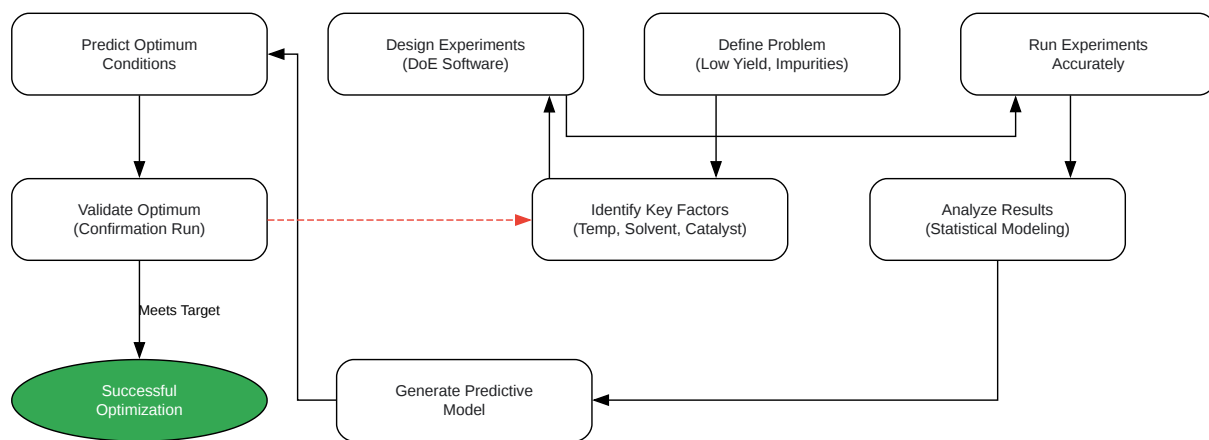 Predict Optimum
Conditions
Design Experiments
(DoE Software)
Define Problem
(Low Yield, Impurities)
Run Experiments
Accurately
Validate Optimum
(Confirmation Run)
Identify Key Factors
(Temp, Solvent, Catalyst)
Analyze Results
(Statistical Modeling)
Meets Target
Successful
Optimization
Generate Predictive
Model